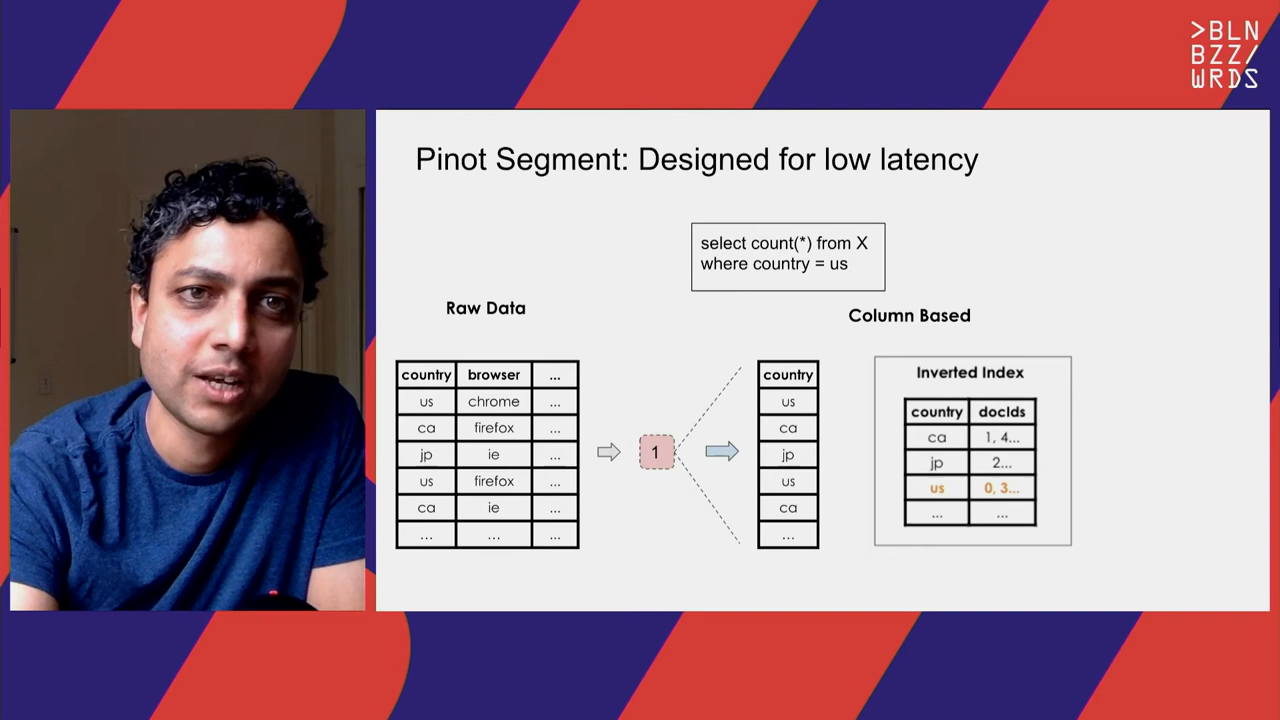 >BLN
BZZ/
WRDS
Pinot Segment: Designed for low latency
select count(*) from X
where country = us
Raw Data
Column Based
country browser ...
us chrome ...
ca firefox ...
jp ie ...
us firefox ...
ca ie ...
... ... ...
1
country
us
ca
jp
us
ca
...
Inverted Index
country docIds
ca 1, 4...
jp 2...
us 0, 3...
... ...